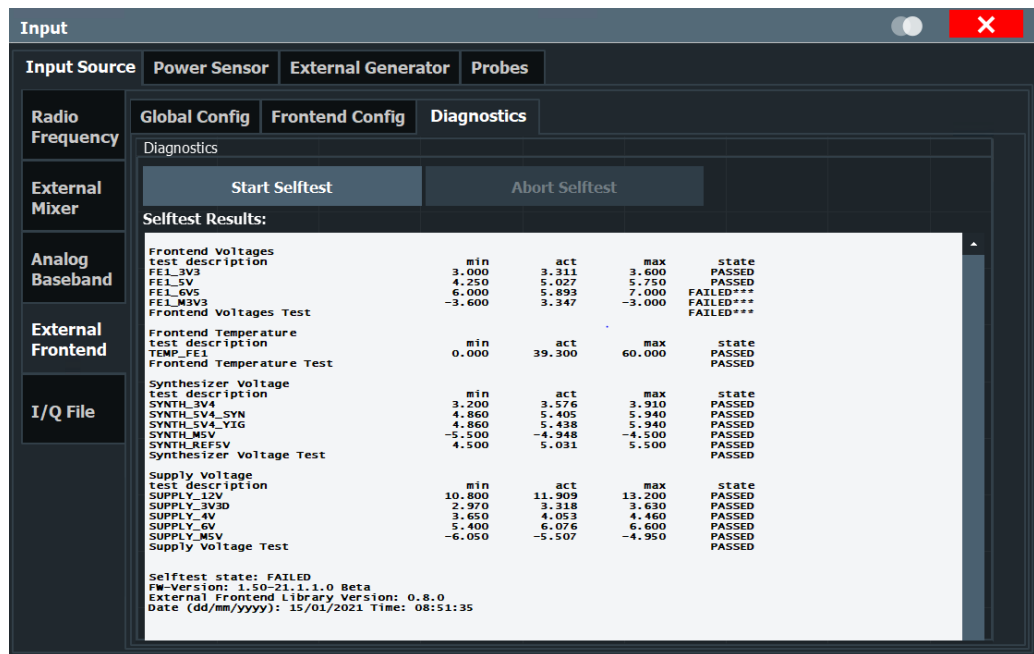 Input
Input Source Power Sensor External Generator Probes
Radio Frequency
External Mixer
Analog Baseband
External Frontend
I/Q File
Global Config Frontend Config Diagnostics
Diagnostics
Start Selftest Abort Selftest
Selftest Results:
Frontend Voltages
test description min act max state
FE1_3V3 3.000 3.311 3.600 PASSED
FE1_5V 4.250 5.027 5.750 PASSED
FE1_6V5 6.000 5.893 7.000 FAILED***
FE1_M3V3 -3.600 3.347 -3.000 FAILED***
Frontend Voltages Test FAILED***
Frontend Temperature
test description min act max state
TEMP_FE1 0.000 39.300 60.000 PASSED
Frontend Temperature Test PASSED
Synthesizer Voltage
test description min act max state
SYNTH_3V4 3.200 3.576 3.910 PASSED
SYNTH_5V4_SYN 4.860 5.405 5.940 PASSED
SYNTH_5V4_YIG 4.860 5.438 5.940 PASSED
SYNTH_M5V -5.500 -4.948 -4.500 PASSED
SYNTH_REF5V 4.500 5.031 5.500 PASSED
Synthesizer Voltage Test PASSED
Supply Voltage
test description min act max state
SUPPLY_12V 10.800 11.909 13.200 PASSED
SUPPLY_3V3D 2.970 3.318 3.630 PASSED
SUPPLY_4V 3.650 4.053 4.460 PASSED
SUPPLY_6V 5.400 6.076 6.600 PASSED
SUPPLY_M5V -6.050 -5.507 -4.950 PASSED
Supply Voltage Test PASSED
Selftest state: FAILED
FW-Version: 1.50-21.1.1.0 Beta
External Frontend Library Version: 0.8.0
Date (dd/mm/yyyy): 15/01/2021 Time: 08:51:35